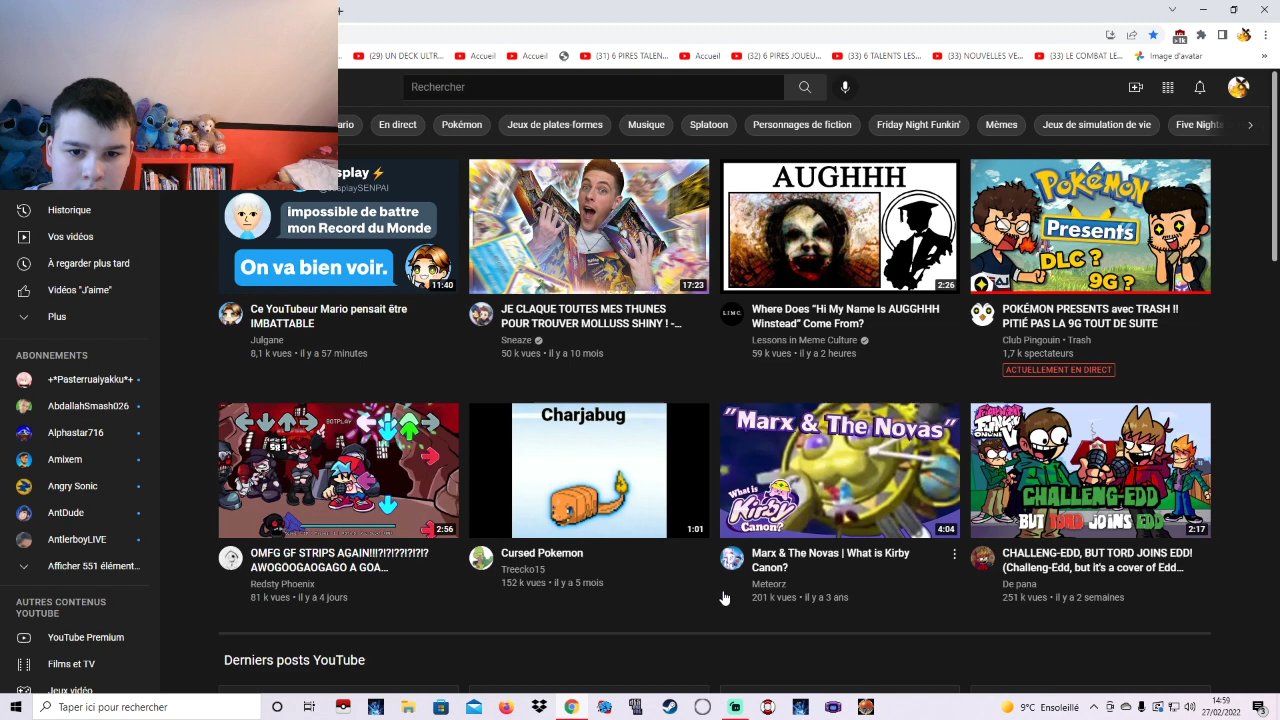 (29) UN DECK ULTR...
Accueil
Accueil
(31) 6 PIRES TALEN...
Accueil
(32) 6 PIRES JOUEU...
(33) 6 TALENTS LES...
(33) NOUVELLES VE...
(33) LE COMBAT LE...
Image d'avatar
>1k
Rechercher
ario
En direct
Pokémon
Jeux de plates-formes
Musique
Splatoon
Personnages de fiction
Friday Night Funkin'
Mèmes
Jeux de simulation de vie
Five Nights
splay⚡
impossible de battre
mon Record du Monde
On va bien voir.
11:40
17:23
AUGHHH
2:26
Pokémon
Presents
DLC ?
9G ?
Ce YouTubeur Mario pensait être
IMBATTABLE
Julgane
8,1 k vues • il y a 57 minutes
JE CLAQUE TOUTES MES THUNES
POUR TROUVER MOLLUSS SHINY ! -...
Sneaze
50 k vues • il y a 10 mois
L I M C
Where Does “Hi My Name Is AUGGHHH
Winstead” Come From?
Lessons in Meme Culture
59 k vues • il y a 2 heures
POKÉMON PRESENTS avec TRASH !!
PITIÉ PAS LA 9G TOUT DE SUITE
Club Pingouin • Trash
1,7 k spectateurs
ACTUELLEMENT EN DIRECT
Historique
Vos vidéos
À regarder plus tard
Vidéos "J'aime"
Plus
ABONNEMENTS
+*Pasterruaiyakku*+
AbdallahSmash026
Alphastar716
Amixem
Angry Sonic
AntDude
AntlerboyLIVE
Afficher 551 élément...
AUTRES CONTENUS
YOUTUBE
YouTube Premium
Films et TV
Jeux vidéo
BOTPLAY
2:56
Charjabug
1:01
"Marx & The Novas"
What is
Kirby
Canon?
4:04
CHALLENG-EDD
BUT TORD JOINS EDD
2:17
OMFG GF STRIPS AGAIN!!!?!?!??!?!?!?
AWOGOOGAOGAGO A GOA...
Redsty Phoenix
81 k vues • il y a 4 jours
Cursed Pokemon
Treecko15
152 k vues • il y a 5 mois
Marx & The Novas | What is Kirby
Canon?
Meteorz
201 k vues • il y a 3 ans
CHALLENG-EDD, BUT TORD JOINS EDD!
(Challeng-Edd, but it's a cover of Edd...
De pana
251 k vues • il y a 2 semaines
Derniers posts YouTube
Taper ici pour rechercher
9°C Ensoleillé
14:59
27/02/2022